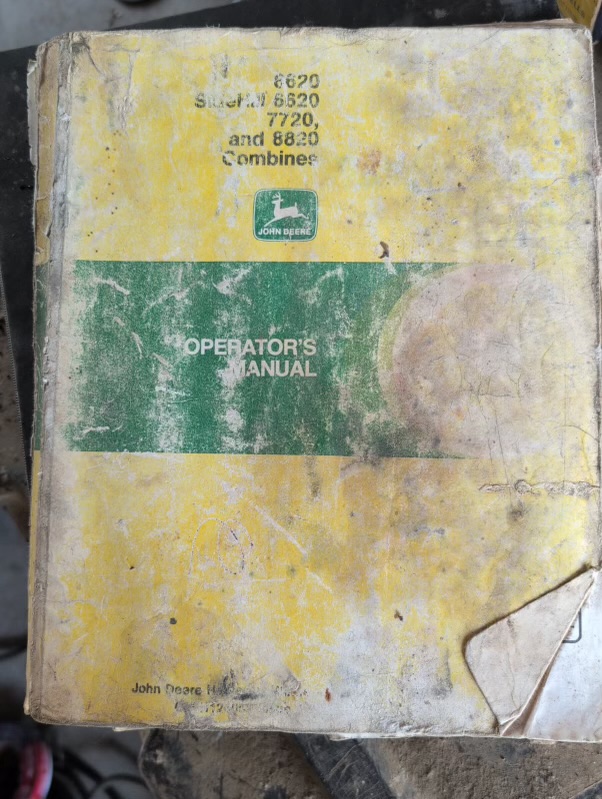 6620
SideHill 6620
7720,
and 8820
Combines
JOHN DEERE
OPERATOR'S
MANUAL
John Deere